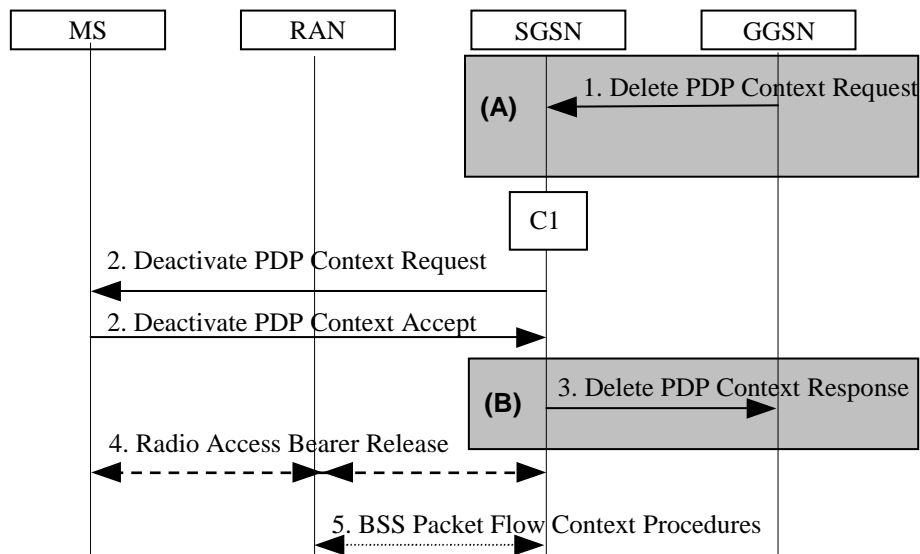 MS RAN SGSN GGSN
1. Delete PDP Context Request
(A)
C1
2. Deactivate PDP Context Request
2. Deactivate PDP Context Accept
3. Delete PDP Context Response
(B)
4. Radio Access Bearer Release
5. BSS Packet Flow Context Procedures